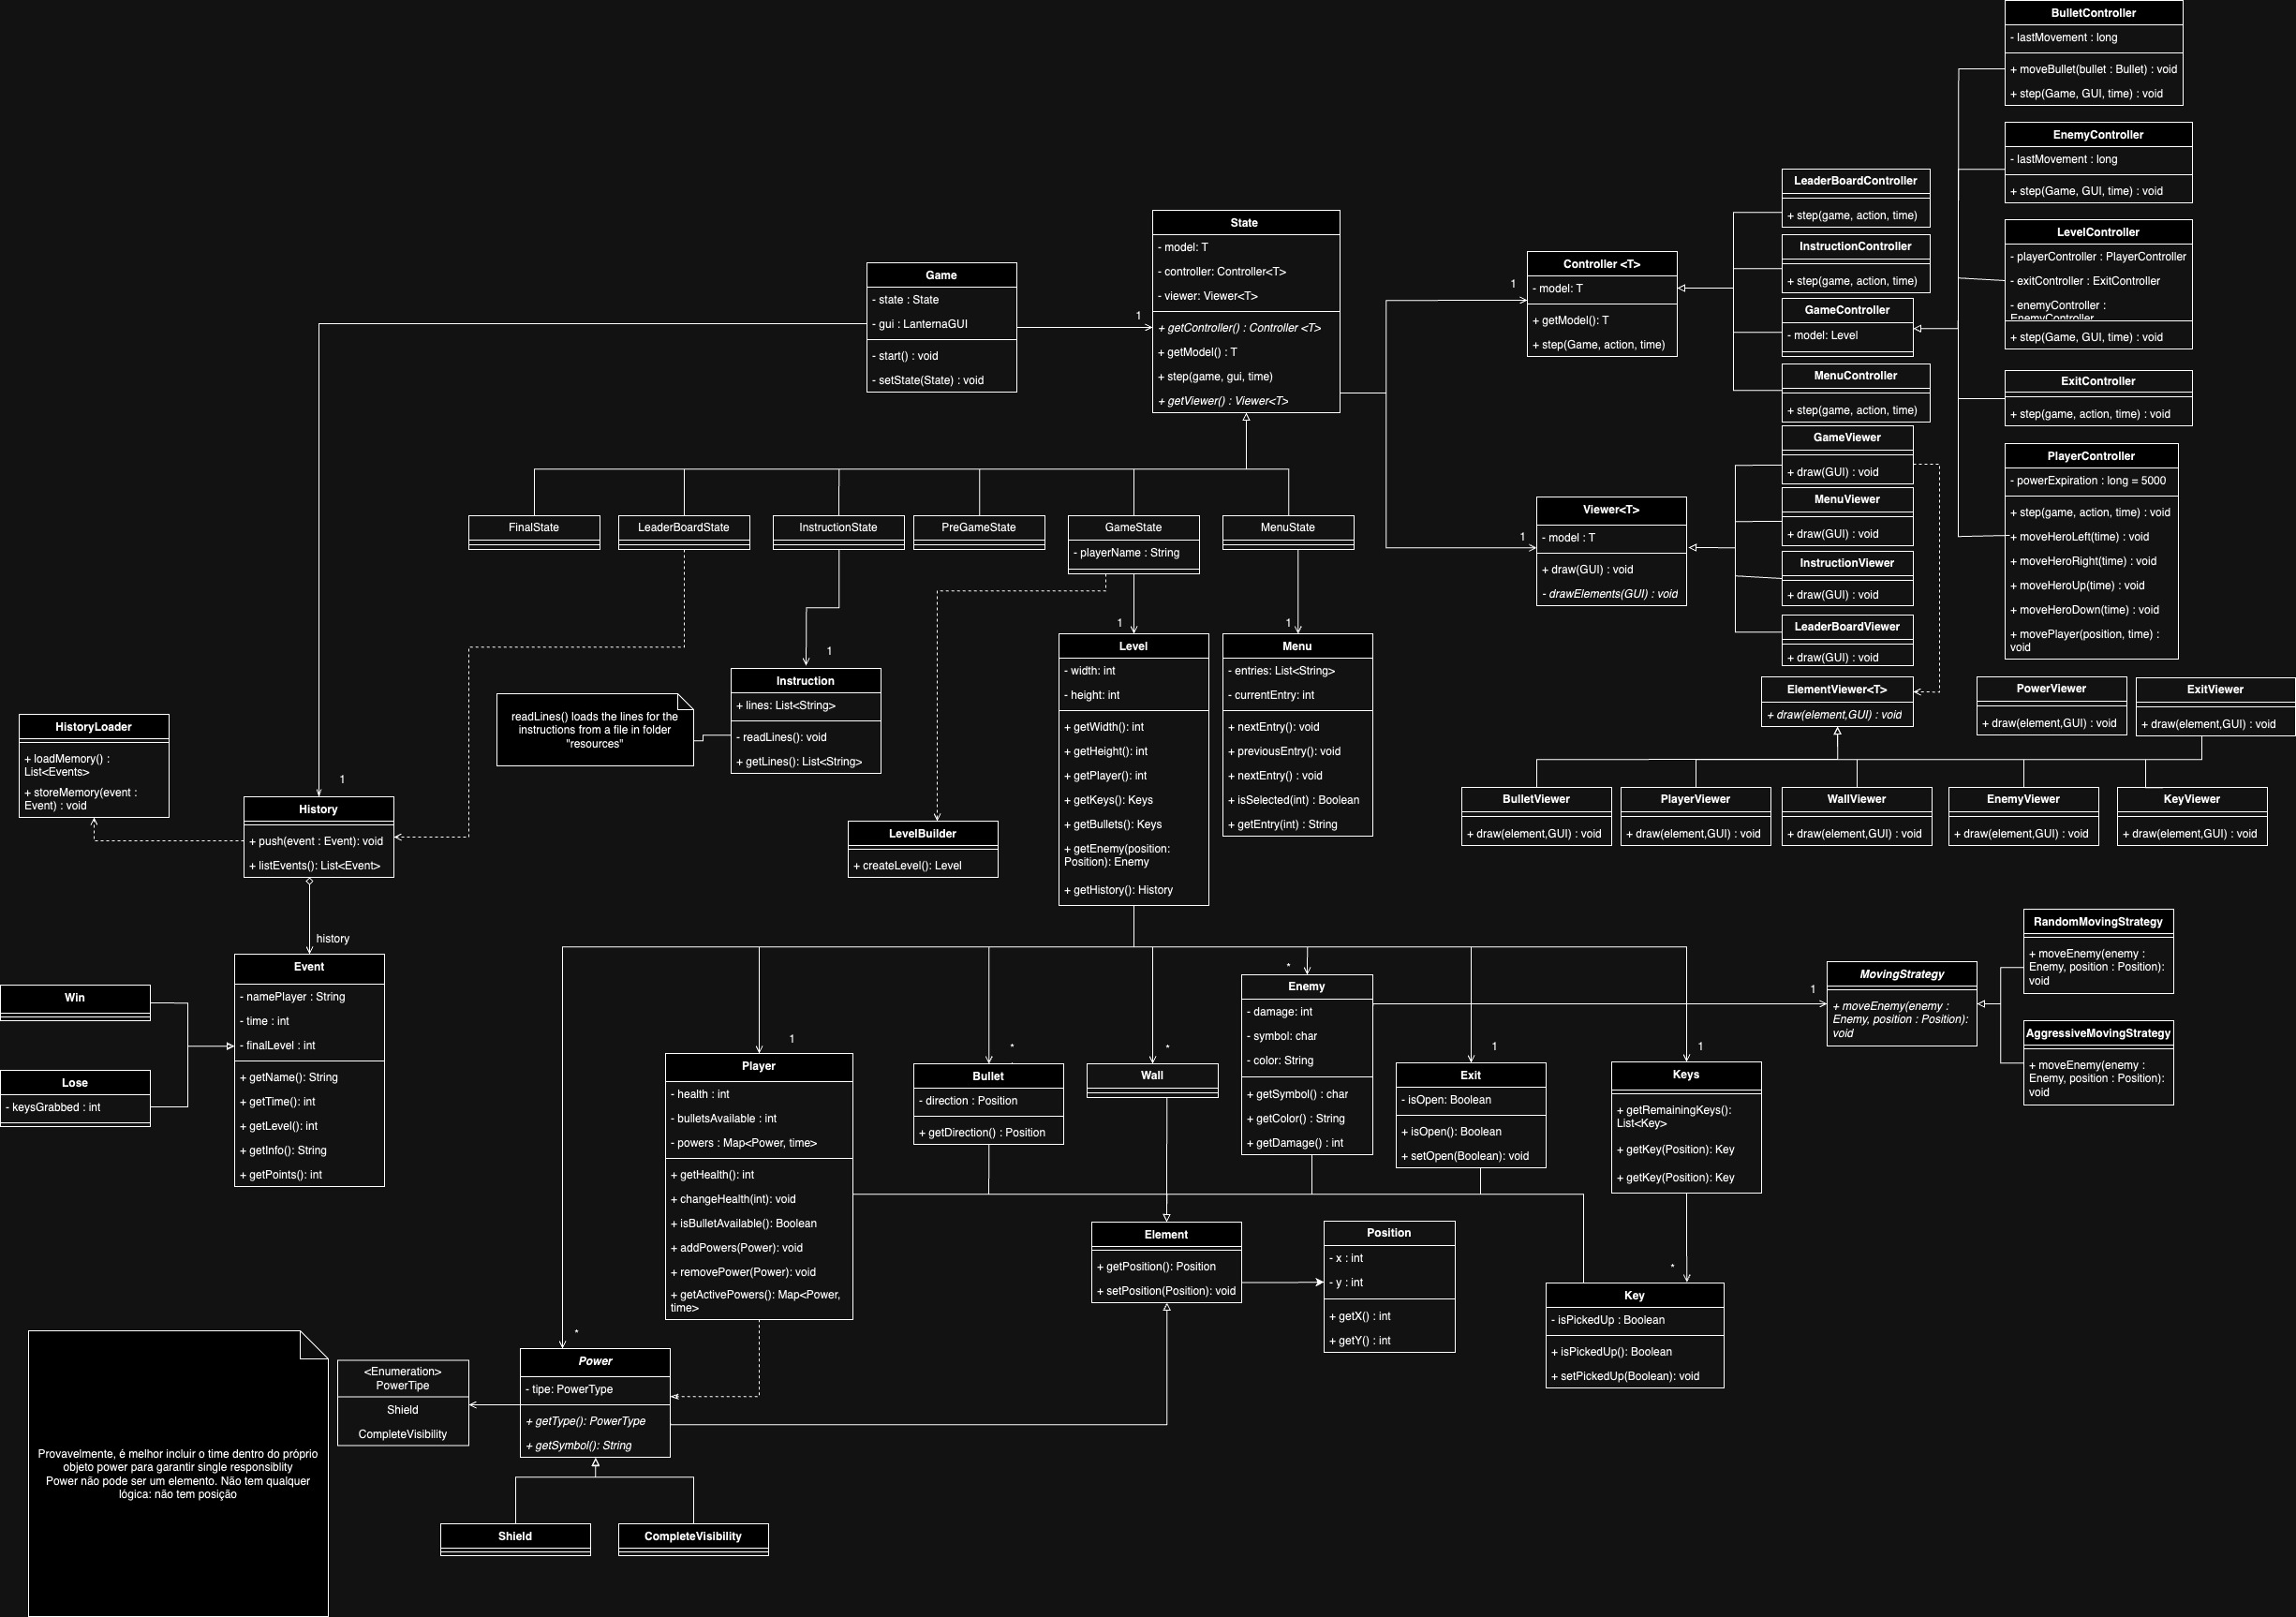 BulletController
- lastMovement : long
+ moveBullet(bullet : Bullet) : void
+ step(Game, GUI, time) : void
EnemyController
- lastMovement : long
+ step(Game, GUI, time) : void
LevelController
- playerController : PlayerController
- exitController : ExitController
- enemyController :
EnemyController
+ step(Game, GUI, time) : void
ExitController
+ step(game, action, time) : void
PlayerController
- powerExpiration : long = 5000
+ step(game, action, time) : void
+ moveHeroLeft(time) : void
+ moveHeroRight(time) : void
+ moveHeroUp(time) : void
+ moveHeroDown(time) : void
+ movePlayer(position, time) :
void
LeaderBoardController
+ step(game, action, time)
InstructionController
+ step(game, action, time)
GameController
- model: Level
MenuController
+ step(game, action, time)
GameViewer
+ draw(GUI) : void
MenuViewer
+ draw(GUI) : void
InstructionViewer
+ draw(GUI) : void
LeaderBoardViewer
+ draw(GUI) : void
Controller <T>
- model: T
+ getModel(): T
+ step(Game, action, time)
1
Viewer<T>
- model : T
+ draw(GUI) : void
- drawElements(GUI) : void
1
State
- model: T
- controller: Controller<T>
- viewer: Viewer<T>
+ getController() : Controller <T>
+ getModel() : T
+ step(game, gui, time)
+ getViewer() : Viewer<T>
1
Game
- state : State
- gui : LanternaGUI
- start() : void
- setState(State) : void
FinalState
LeaderBoardState
InstructionState
PreGameState
GameState
- playerName : String
MenuState
1
1
1
Level
- width: int
- height: int
+ getWidth(): int
+ getHeight(): int
+ getPlayer(): int
+ getKeys(): Keys
+ getBullets(): Keys
+ getEnemy(position:
Position): Enemy
+ getHistory(): History
Menu
- entries: List<String>
- currentEntry: int
+ nextEntry(): void
+ previousEntry(): void
+ nextEntry() : void
+ isSelected(int) : Boolean
+ getEntry(int) : String
Instruction
+ lines: List<String>
- readLines(): void
+ getLines(): List<String>
readLines() loads the lines for the
instructions from a file in folder
"resources"
LevelBuilder
+ createLevel(): Level
ElementViewer<T>
+ draw(element,GUI) : void
PowerViewer
+ draw(element,GUI) : void
ExitViewer
+ draw(element,GUI) : void
BulletViewer
+ draw(element,GUI) : void
PlayerViewer
+ draw(element,GUI) : void
WallViewer
+ draw(element,GUI) : void
EnemyViewer
+ draw(element,GUI) : void
KeyViewer
+ draw(element,GUI) : void
HistoryLoader
+ loadMemory() :
List<Events>
+ storeMemory(event :
Event) : void
1
History
+ push(event : Event): void
+ listEvents(): List<Event>
history
Event
- namePlayer : String
- time : int
- finalLevel : int
+ getName(): String
+ getTime(): int
+ getLevel(): int
+ getInfo(): String
+ getPoints(): int
Win
Lose
- keysGrabbed : int
1
Player
- health : int
- bulletsAvailable : int
- powers : Map<Power, time>
+ getHealth(): int
+ changeHealth(int): void
+ isBulletAvailable(): Boolean
+ addPowers(Power): void
+ removePower(Power): void
+ getActivePowers(): Map<Power,
time>
*
Bullet
- direction : Position
+ getDirection() : Position
*
Wall
*
Enemy
- damage: int
- symbol: char
- color: String
+ getSymbol() : char
+ getColor() : String
+ getDamage() : int
1
Exit
- isOpen: Boolean
+ isOpen(): Boolean
+ setOpen(Boolean): void
1
Keys
+ getRemainingKeys():
List<Key>
+ getKey(Position): Key
+ getKey(Position): Key
1
MovingStrategy
+ moveEnemy(enemy :
Enemy, position : Position):
void
RandomMovingStrategy
+ moveEnemy(enemy :
Enemy, position : Position):
void
AggressiveMovingStrategy
+ moveEnemy(enemy :
Enemy, position : Position):
void
Element
+ getPosition(): Position
+ setPosition(Position): void
Position
- x : int
- y : int
+ getX() : int
+ getY() : int
*
Key
- isPickedUp : Boolean
+ isPickedUp(): Boolean
+ setPickedUp(Boolean): void
*
Power
- tipe: PowerType
+ getType(): PowerType
+ getSymbol(): String
<Enumeration>
PowerTipe
Shield
CompleteVisibility
Shield
CompleteVisibility
Provavelmente, é melhor incluir o time dentro do próprio
objeto power para garantir single responsiblity
Power não pode ser um elemento. Não tem qualquer
lógica: não tem posição